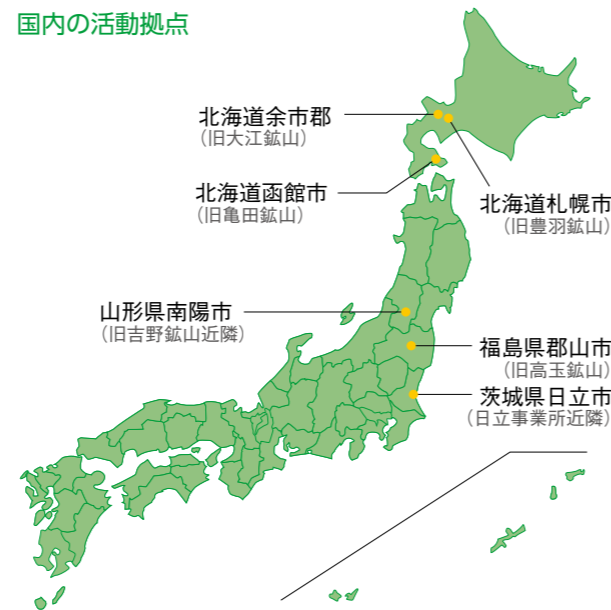 国内の活動拠点
北海道余市郡
（旧大江鉱山）
北海道函館市
（旧亀田鉱山）
北海道札幌市
（旧豊羽鉱山）
山形県南陽市
（旧吉野鉱山近隣）
福島県郡山市
（旧高玉鉱山）
茨城県日立市
（日立事業所近隣）